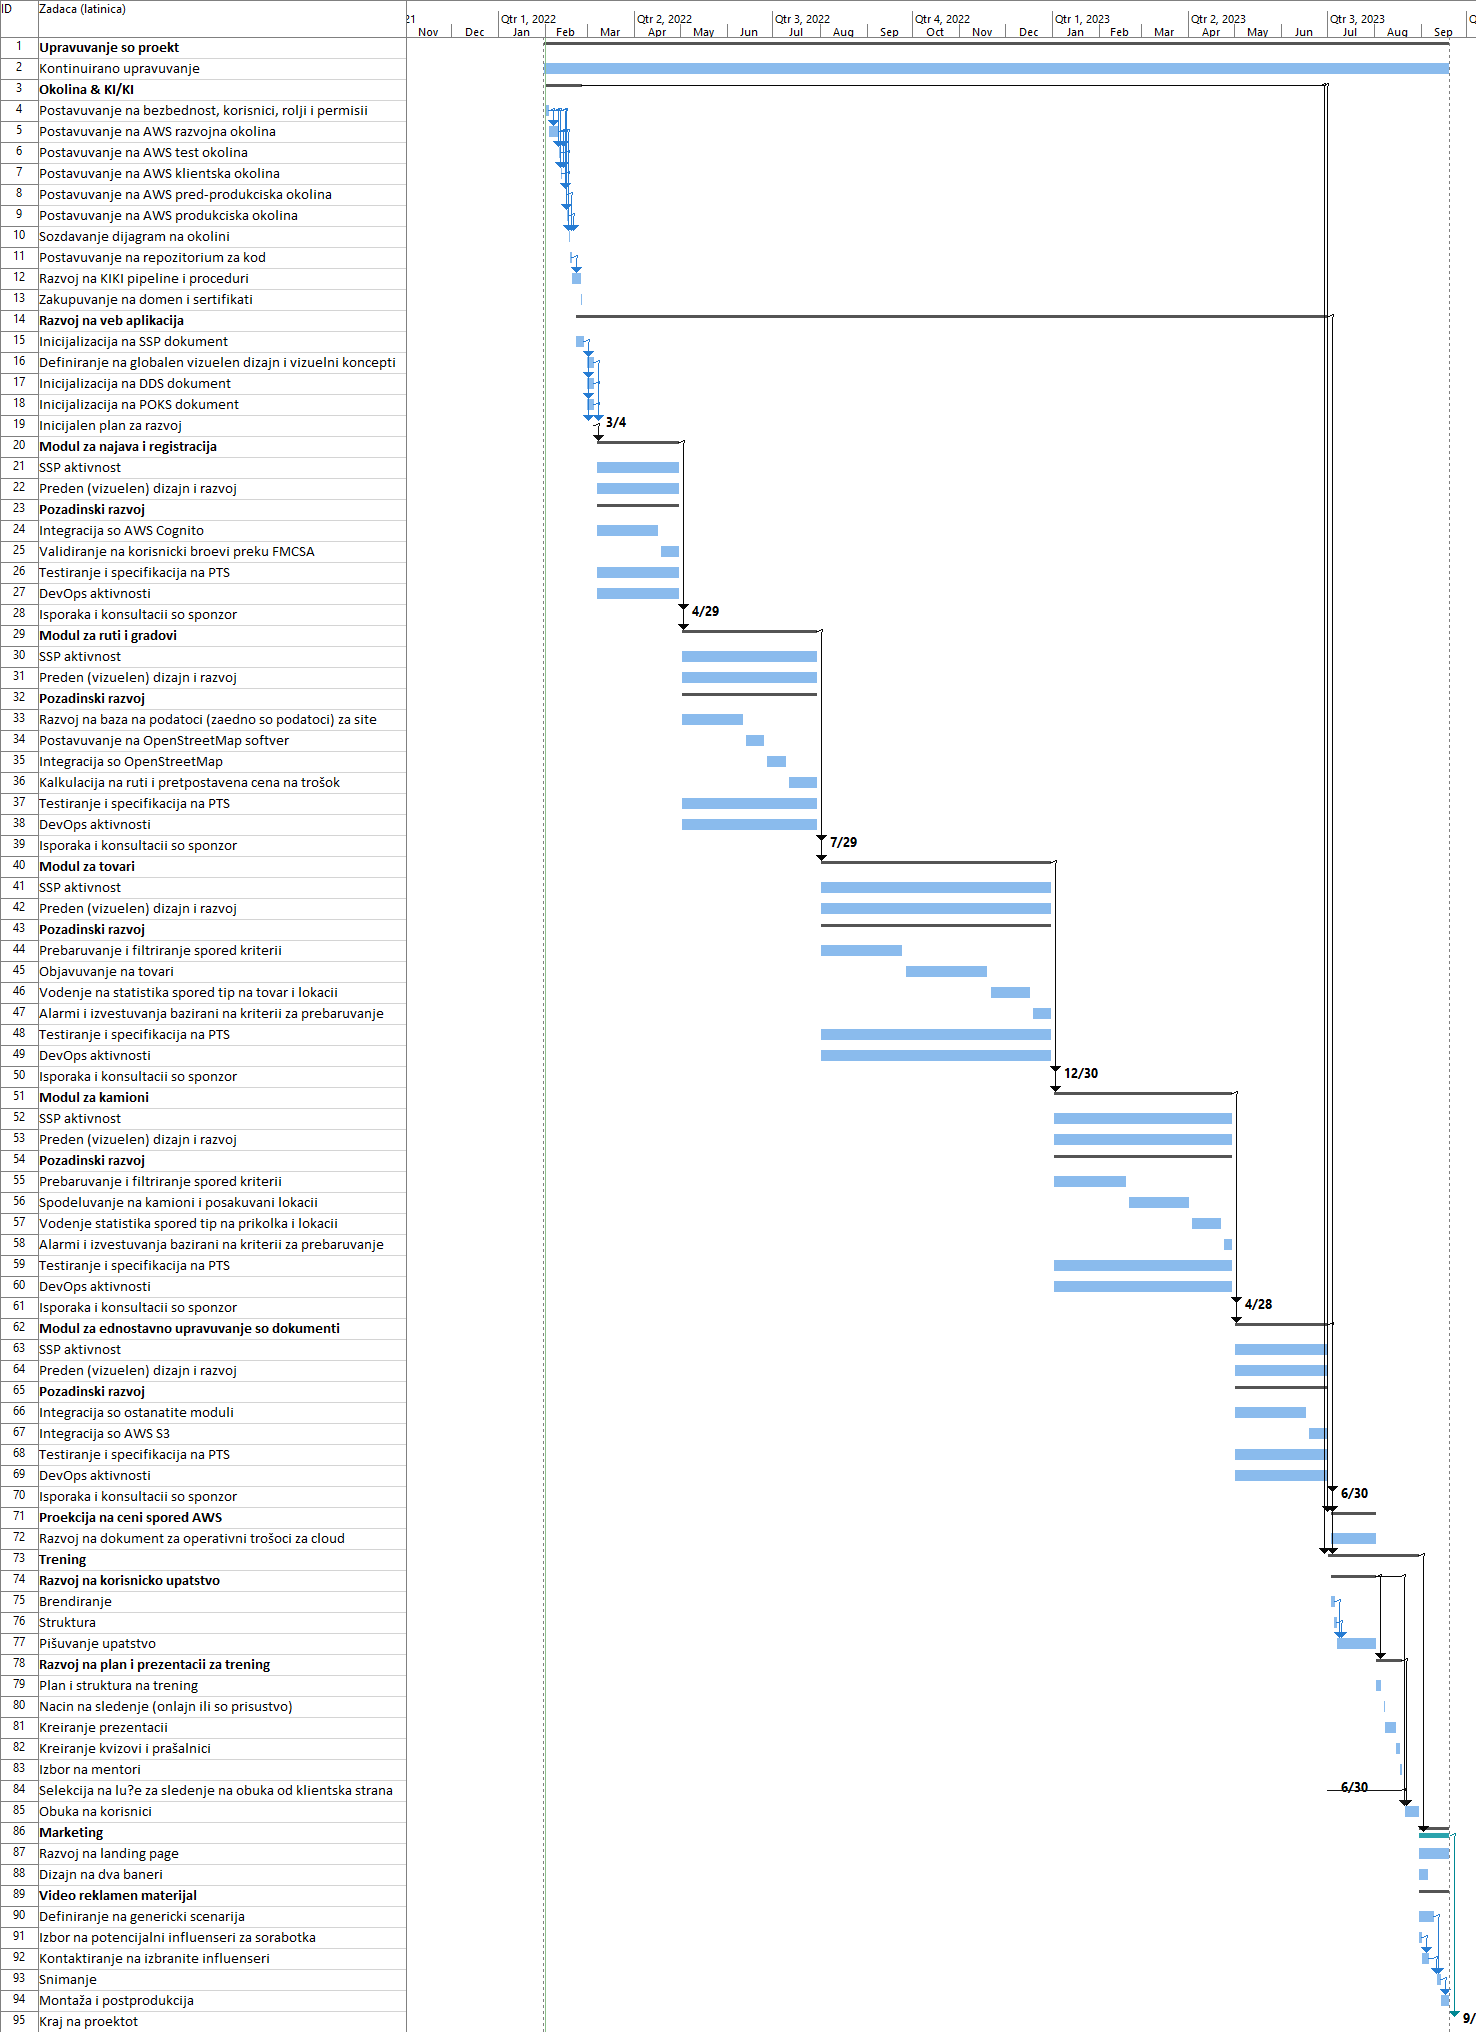 ID Zadaca (latinica)
21 Qtr 1, 2022 Qtr 2, 2022 Qtr 3, 2022 Qtr 4, 2022 Qtr 1, 2023 Qtr 2, 2023 Qtr 3, 2023 Q
Nov Dec Jan Feb Mar Apr May Jun Jul Aug Sep Oct Nov Dec Jan Feb Mar Apr May Jun Jul Aug Sep
1 Upravuvanje so proekt
2 Kontinuirano upravuvanje
3 Okolina & KI/KI
4 Postavuvanje na bezbednost, korisnici, rolji i permisii
5 Postavuvanje na AWS razvojna okolina
6 Postavuvanje na AWS test okolina
7 Postavuvanje na AWS klientska okolina
8 Postavuvanje na AWS pred-produkciska okolina
9 Postavuvanje na AWS produkciska okolina
10 Sozdavanje dijagram na okolini
11 Postavuvanje na repozitorium za kod
12 Razvoj na KIKI pipeline i proceduri
13 Zakupuvanje na domen i sertifikati
14 Razvoj na veb aplikacija
15 Inicijalizacija na SSP dokument
16 Definiranje na globalen vizuelen dizajn i vizuelni koncepti
17 Inicijalizacija na DDS dokument
18 Inicijalizacija na POKS dokument
19 Inicijalen plan za razvoj 3/4
20 Modul za najava i registracija
21 SSP aktivnost
22 Preden (vizuelen) dizajn i razvoj
23 Pozadinski razvoj
24 Integracija so AWS Cognito
25 Validiranje na korisnicki broevi preku FMCSA
26 Testiranje i specifikacija na PTS
27 DevOps aktivnosti
28 Isporaka i konsultacii so sponzor 4/29
29 Modul za ruti i gradovi
30 SSP aktivnost
31 Preden (vizuelen) dizajn i razvoj
32 Pozadinski razvoj
33 Razvoj na baza na podatoci (zaedno so podatoci) za site
34 Postavuvanje na OpenStreetMap softver
35 Integracija so OpenStreetMap
36 Kalkulacija na ruti i pretpostavena cena na trošok
37 Testiranje i specifikacija na PTS
38 DevOps aktivnosti
39 Isporaka i konsultacii so sponzor 7/29
40 Modul za tovari
41 SSP aktivnost
42 Preden (vizuelen) dizajn i razvoj
43 Pozadinski razvoj
44 Prebaruvanje i filtriranje spored kriterii
45 Objavuvanje na tovari
46 Vodenje na statistika spored tip na tovar i lokacii
47 Alarmi i izvestuvanja bazirani na kriterii za prebaruvanje
48 Testiranje i specifikacija na PTS
49 DevOps aktivnosti
50 Isporaka i konsultacii so sponzor 12/30
51 Modul za kamioni
52 SSP aktivnost
53 Preden (vizuelen) dizajn i razvoj
54 Pozadinski razvoj
55 Prebaruvanje i filtriranje spored kriterii
56 Spodeluvanje na kamioni i posakuvani lokacii
57 Vodenje statistika spored tip na prikolka i lokacii
58 Alarmi i izvestuvanja bazirani na kriterii za prebaruvanje
59 Testiranje i specifikacija na PTS
60 DevOps aktivnosti
61 Isporaka i konsultacii so sponzor 4/28
62 Modul za ednostavno upravuvanje so dokumenti
63 SSP aktivnost
64 Preden (vizuelen) dizajn i razvoj
65 Pozadinski razvoj
66 Integracija so ostanatite moduli
67 Integracija so AWS S3
68 Testiranje i specifikacija na PTS
69 DevOps aktivnosti
70 Isporaka i konsultacii so sponzor 6/30
71 Proekcija na ceni spored AWS
72 Razvoj na dokument za operativni trošoci za cloud
73 Trening
74 Razvoj na korisnicko upatstvo
75 Brendiranje
76 Struktura
77 Pišuvanje upatstvo
78 Razvoj na plan i prezentacii za trening
79 Plan i struktura na trening
80 Nacin na sledenje (onlajn ili so prisustvo)
81 Kreiranje prezentacii
82 Kreiranje kvizovi i prašalnici
83 Izbor na mentori
84 Selekcija na lu?e za sledenje na obuka od klientska strana 6/30
85 Obuka na korisnici
86 Marketing
87 Razvoj na landing page
88 Dizajn na dva baneri
89 Video reklamen materijal
90 Definiranje na genericki scenarija
91 Izbor na potencijalni influenseri za sorabotka
92 Kontaktiranje na izbranite influenseri
93 Snimanje
94 Montaža i postprodukcija
95 Kraj na proektot 9/